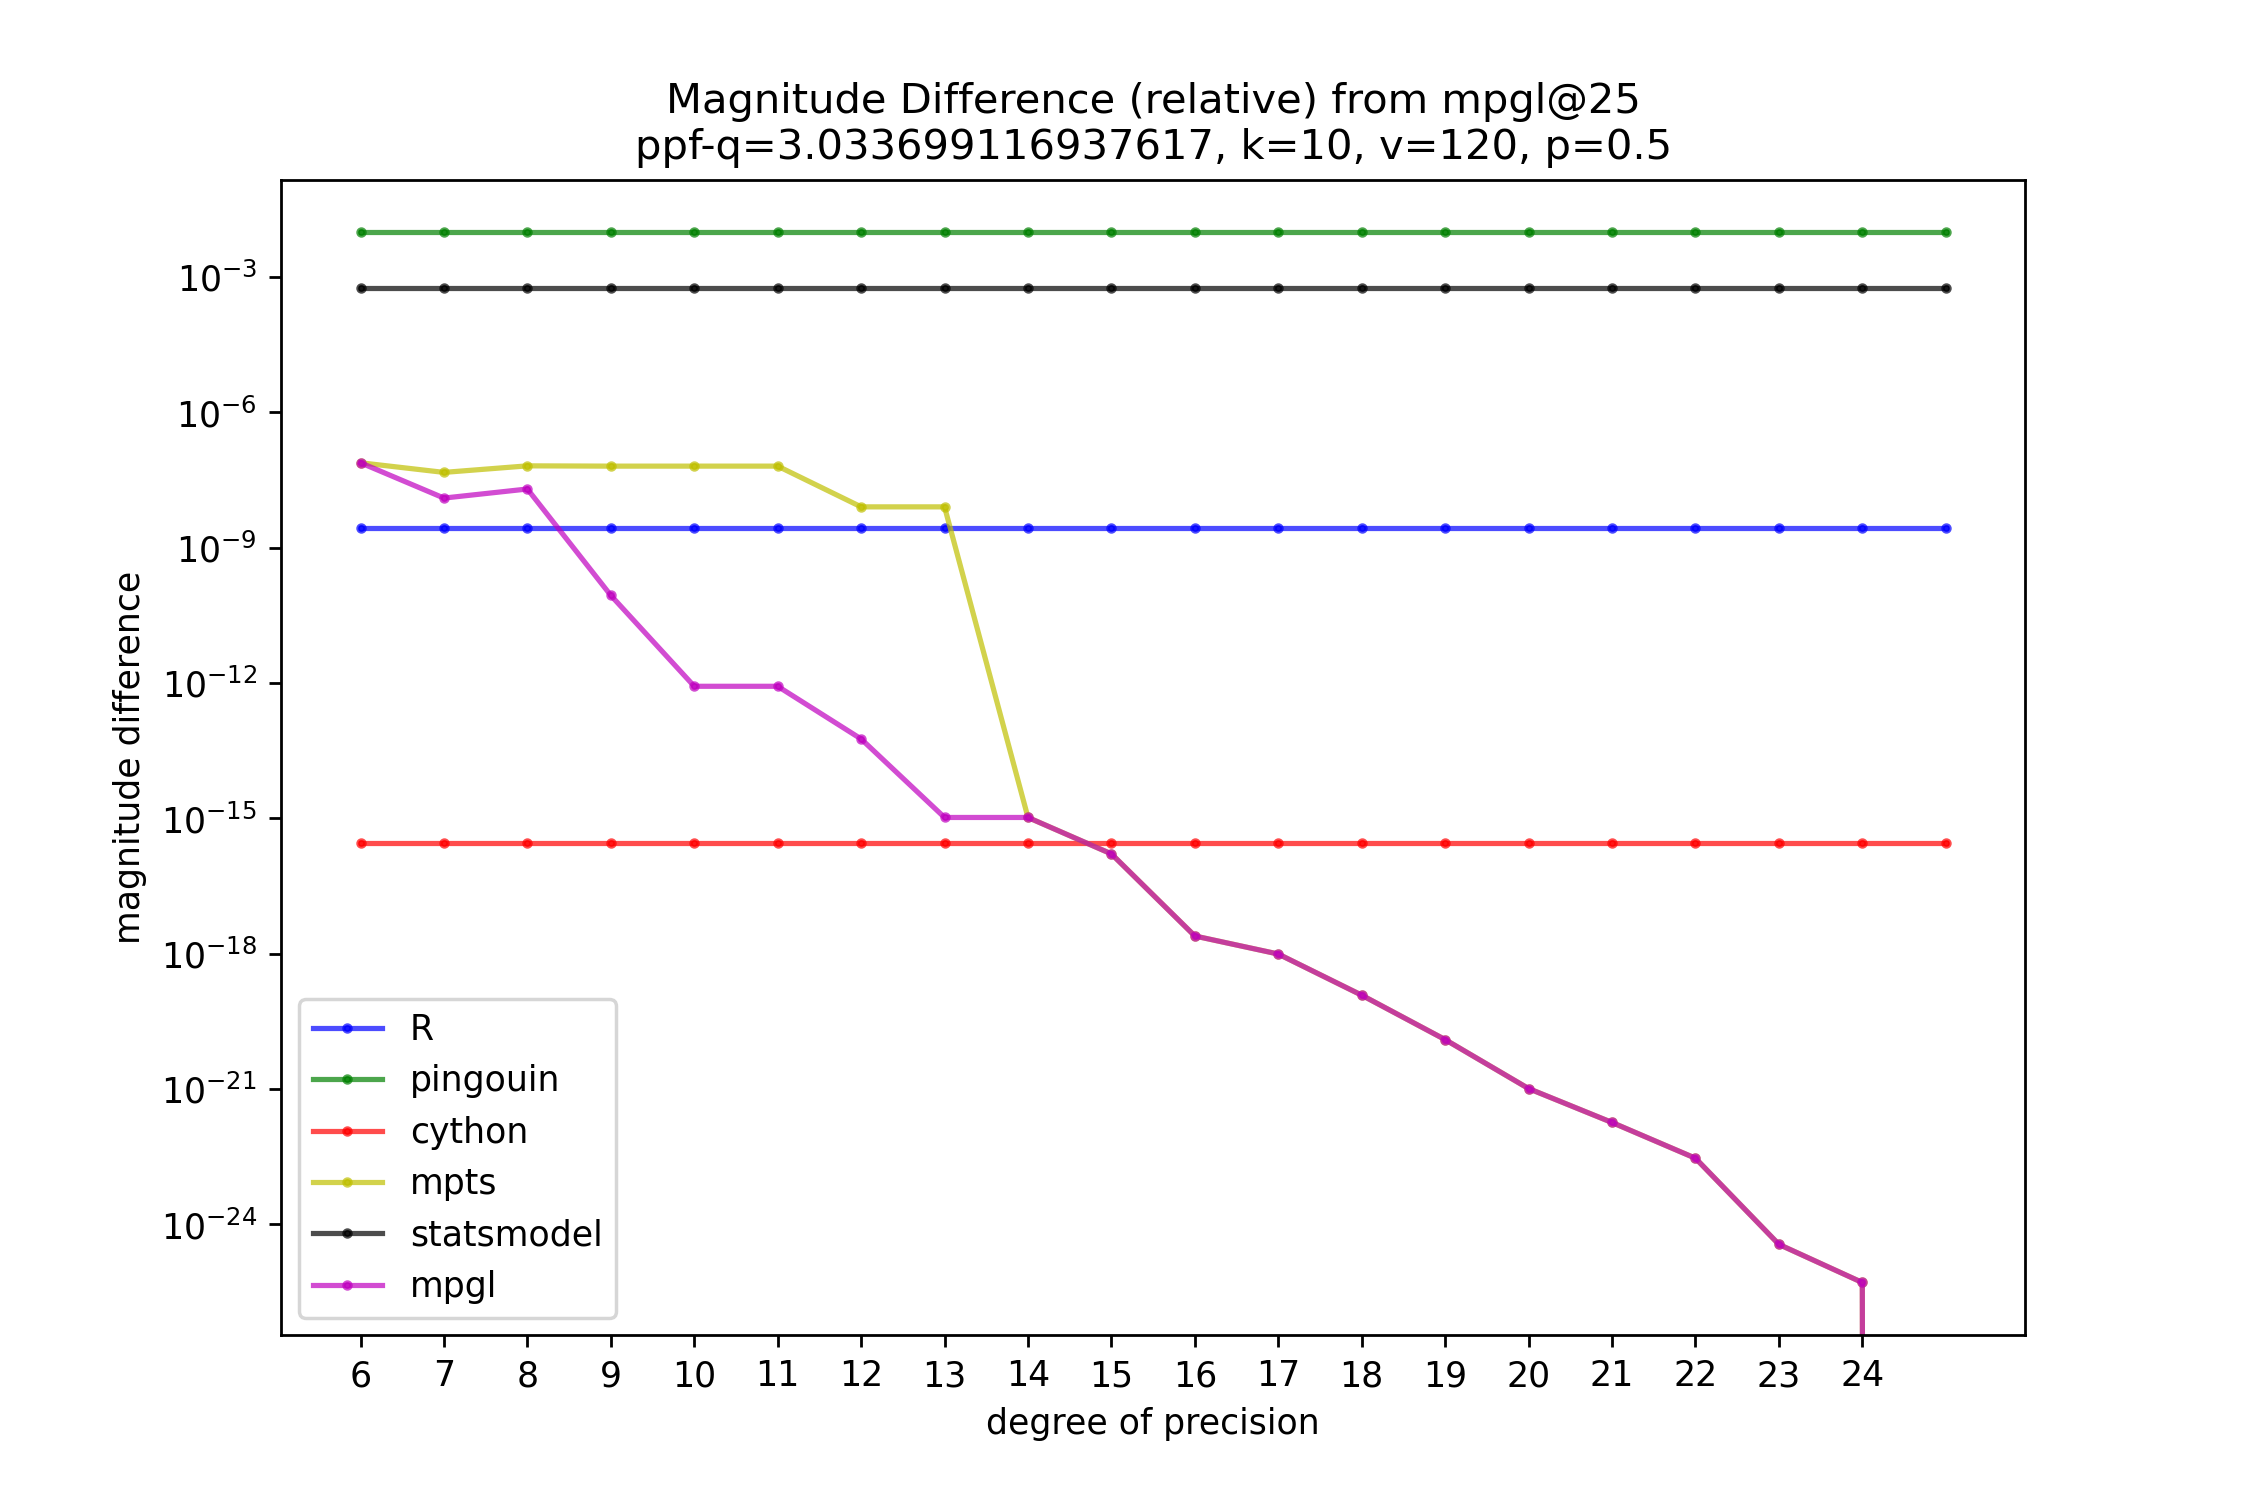 Magnitude Difference (relative) from mpgl@25
ppf-q=3.033699116937617, k=10, v=120, p=0.5
magnitude difference
10⁻³
10⁻⁶
10⁻⁹
10⁻¹²
10⁻¹⁵
10⁻¹⁸
10⁻²¹
10⁻²⁴
R
pingouin
cython
mpts
statsmodel
mpgl
6 7 8 9 10 11 12 13 14 15 16 17 18 19 20 21 22 23 24
degree of precision